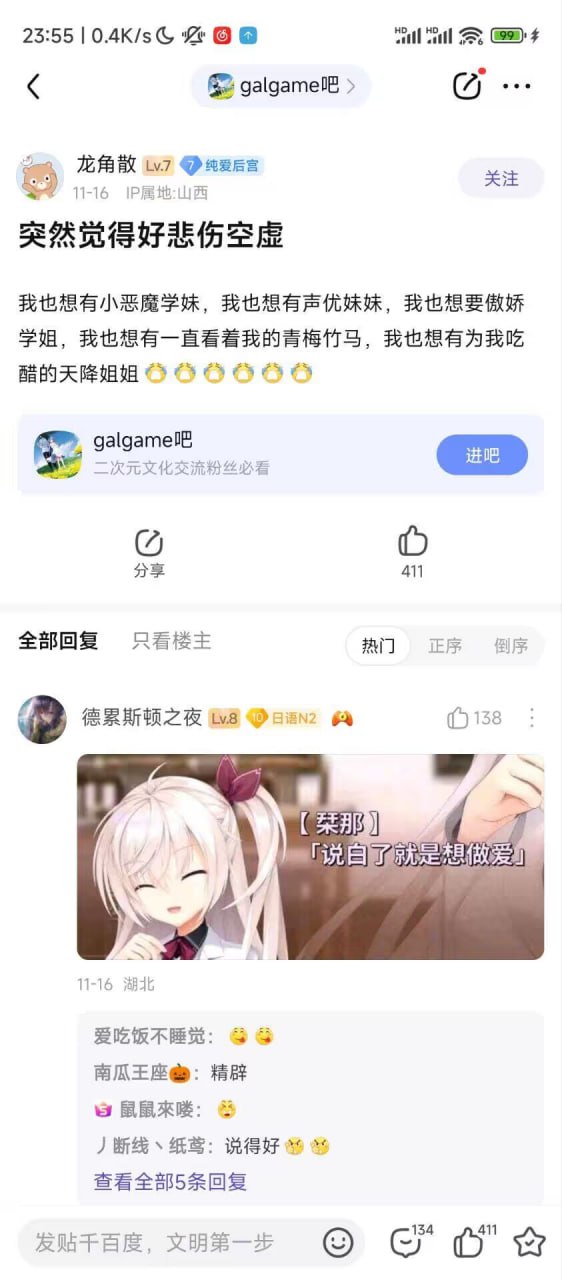 23:55 | 0.4K/s
HD HD 6 99
galgame吧
龙角散 Lv.7 7 纯爱后宫
11-16 IP属地:山西
关注
突然觉得好悲伤空虚
我也想有小恶魔学妹，我也想有声优妹妹，我也想要傲娇
学姐，我也想有一直看着我的青梅竹马，我也想有为我吃
醋的天降姐姐😭😭😭😭😭😭
galgame吧
二次元文化交流粉丝必看
进吧
分享
411
全部回复 只看楼主
热门 正序 倒序
德累斯顿之夜 Lv.8 10 日语N2
138
【栞那】
「说白了就是想做爱」
11-16 湖北
爱吃饭不睡觉：😋😋
南瓜王座🎃：精辟
S 鼠鼠來喽：😭
丿断线丶纸鸢：说得好🤭🤭
查看全部5条回复
发贴千百度，文明第一步
134
411